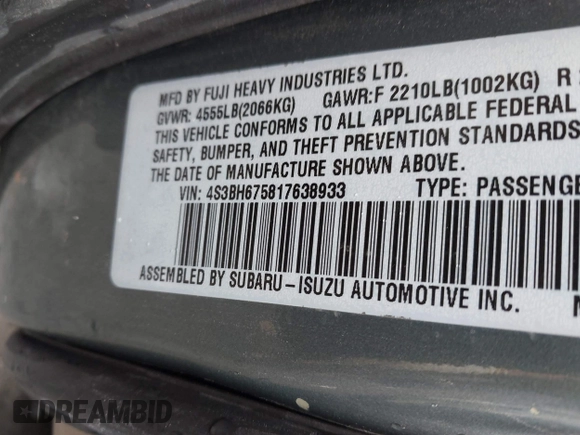 MFD BY FUJI HEAVY INDUSTRIES LTD.
GVWR: 4555LB(2066KG) GAWR:F 2210LB(1002KG) R
THIS VEHICLE CONFORMS TO ALL APPLICABLE FEDERAL
SAFETY, BUMPER, AND THEFT PREVENTION STANDARDS
THE DATE OF MANUFACTURE SHOWN ABOVE.
VIN: 4S3BH675817638933 TYPE: PASSENGE
ASSEMBLED BY SUBARU-ISUZU AUTOMOTIVE INC.
DREAMBID